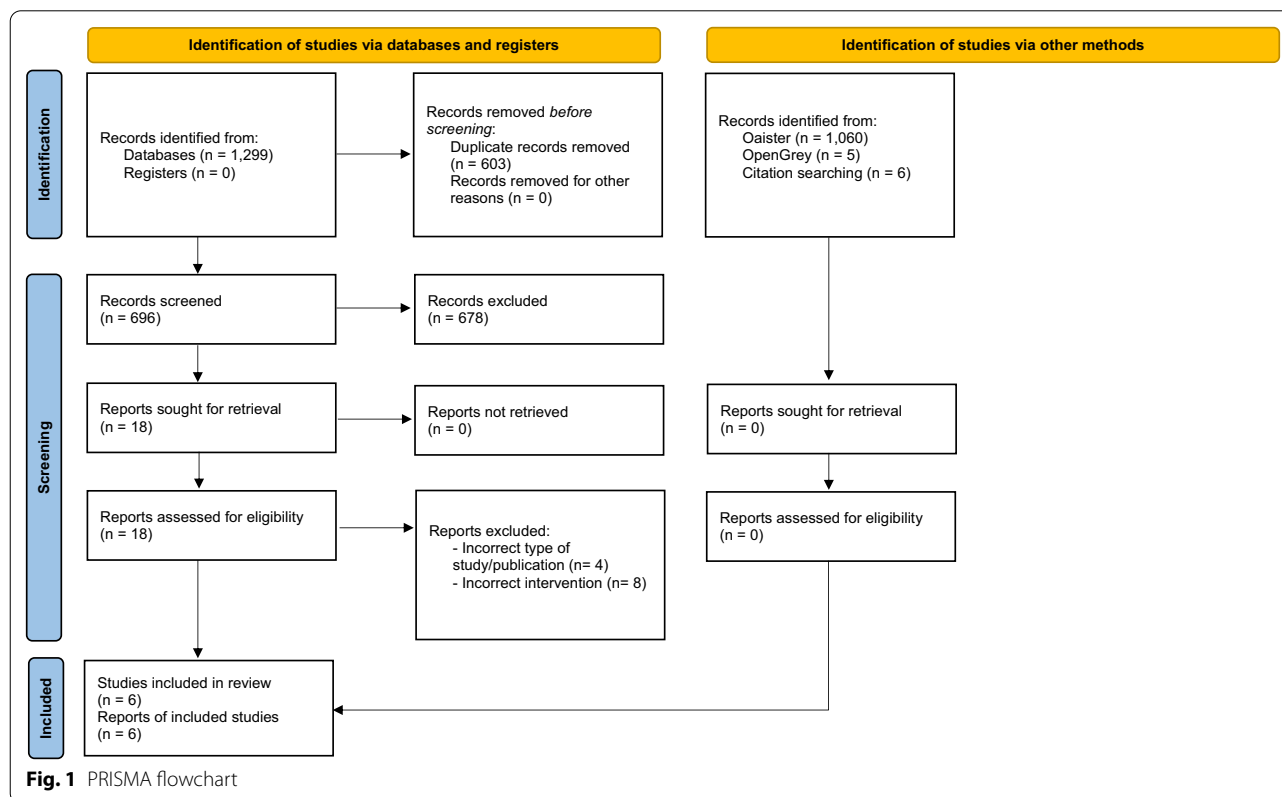 Identification of studies via databases and registers
Identification of studies via other methods
Identification
Records identified from:
Databases (n = 1,299)
Registers (n = 0)
Records removed before
screening:
Duplicate records removed
(n = 603)
Records removed for other
reasons (n = 0)
Records identified from:
Oaister (n = 1,060)
OpenGrey (n = 5)
Citation searching (n = 6)
Screening
Records screened
(n = 696)
Records excluded
(n = 678)
Reports sought for retrieval
(n = 18)
Reports not retrieved
(n = 0)
Reports sought for retrieval
(n = 0)
Reports assessed for eligibility
(n = 18)
Reports excluded:
- Incorrect type of
study/publication (n= 4)
- Incorrect intervention (n= 8)
Reports assessed for eligibility
(n = 0)
Included
Studies included in review
(n = 6)
Reports of included studies
(n = 6)
Fig. 1 PRISMA flowchart